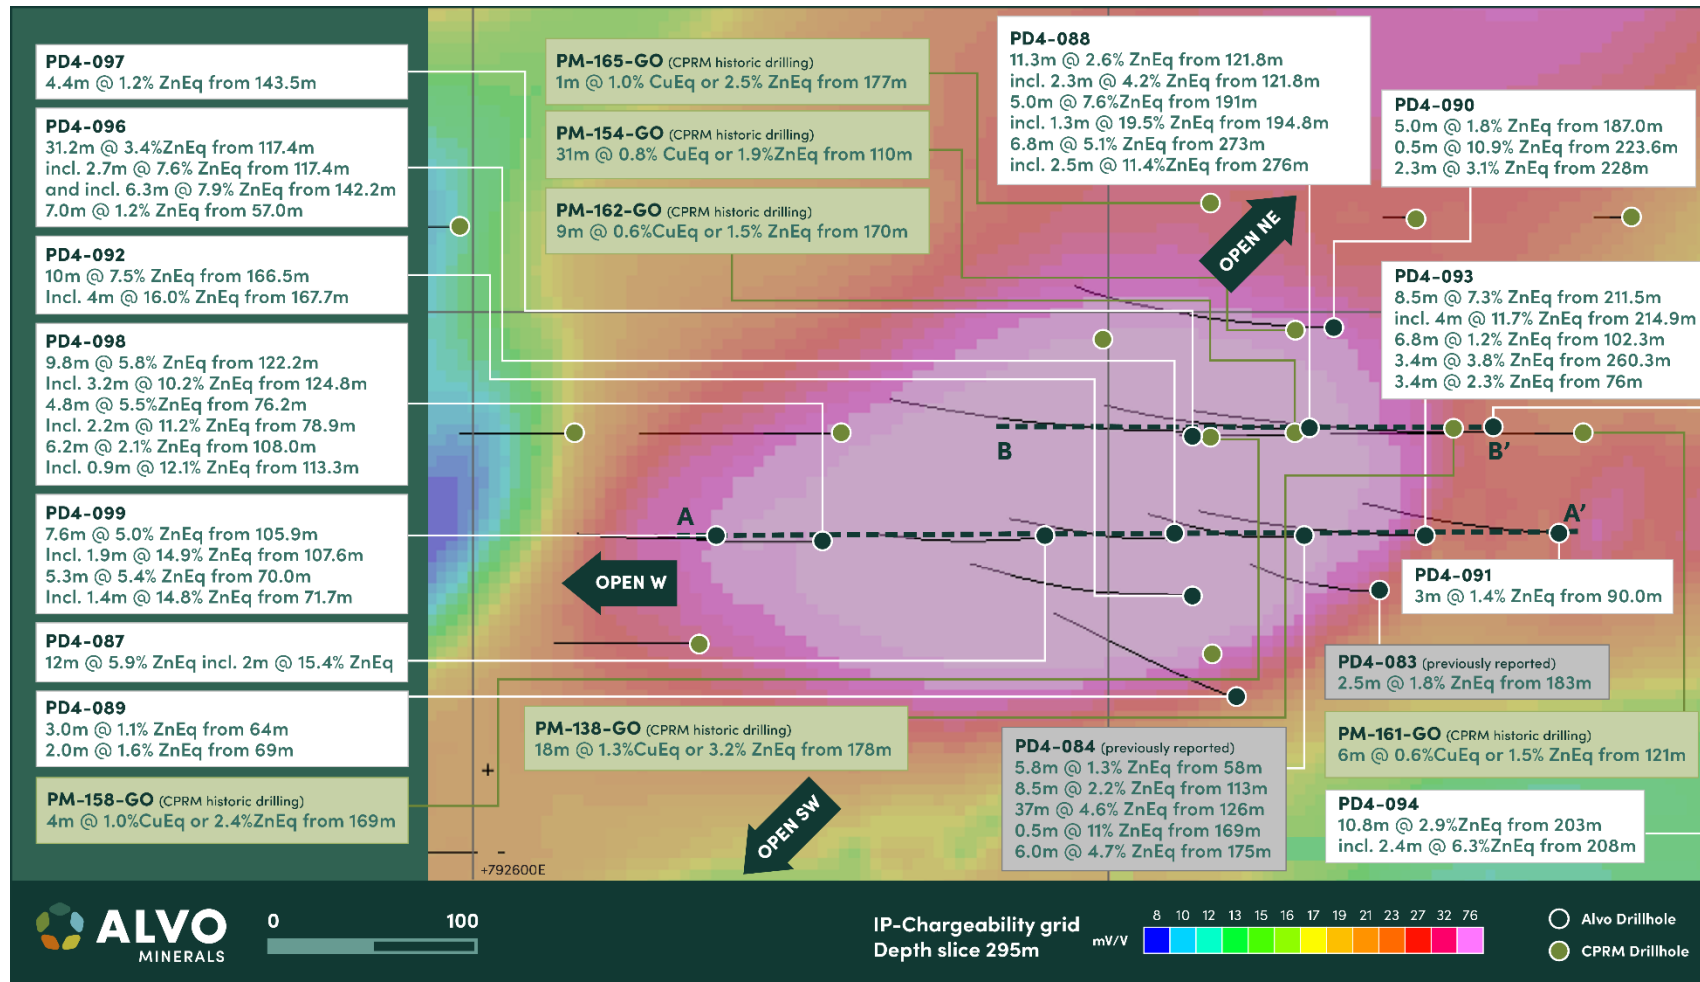 PD4-097
4.4m @ 1.2% ZnEq from 143.5m
PD4-096
31.2m @ 3.4%ZnEq from 117.4m
incl. 2.7m @ 7.6% ZnEq from 117.4m
and incl. 6.3m @ 7.9% ZnEq from 142.2m
7.0m @ 1.2% ZnEq from 57.0m
PD4-092
10m @ 7.5% ZnEq from 166.5m
Incl. 4m @ 16.0% ZnEq from 167.7m
PD4-098
9.8m @ 5.8% ZnEq from 122.2m
Incl. 3.2m @ 10.2% ZnEq from 124.8m
4.8m @ 5.5%ZnEq from 76.2m
Incl. 2.2m @ 11.2% ZnEq from 78.9m
6.2m @ 2.1% ZnEq from 108.0m
Incl. 0.9m @ 12.1% ZnEq from 113.3m
PD4-099
7.6m @ 5.0% ZnEq from 105.9m
Incl. 1.9m @ 14.9% ZnEq from 107.6m
5.3m @ 5.4% ZnEq from 70.0m
Incl. 1.4m @ 14.8% ZnEq from 71.7m
PD4-087
12m @ 5.9% ZnEq incl. 2m @ 15.4% ZnEq
PD4-089
3.0m @ 1.1% ZnEq from 64m
2.0m @ 1.6% ZnEq from 69m
PM-158-GO (CPRM historic drilling)
4m @ 1.0%CuEq or 2.4%ZnEq from 169m
PM-165-GO (CPRM historic drilling)
1m @ 1.0% CuEq or 2.5% ZnEq from 177m
PM-154-GO (CPRM historic drilling)
31m @ 0.8% CuEq or 1.9%ZnEq from 110m
PM-162-GO (CPRM historic drilling)
9m @ 0.6%CuEq or 1.5% ZnEq from 170m
PD4-088
11.3m @ 2.6% ZnEq from 121.8m
incl. 2.3m @ 4.2% ZnEq from 121.8m
5.0m @ 7.6%ZnEq from 191m
incl. 1.3m @ 19.5% ZnEq from 194.8m
6.8m @ 5.1% ZnEq from 273m
incl. 2.5m @ 11.4%ZnEq from 276m
PD4-090
5.0m @ 1.8% ZnEq from 187.0m
0.5m @ 10.9% ZnEq from 223.6m
2.3m @ 3.1% ZnEq from 228m
OPEN NE
PD4-093
8.5m @ 7.3% ZnEq from 211.5m
incl. 4m @ 11.7% ZnEq from 214.9m
6.8m @ 1.2% ZnEq from 102.3m
3.4m @ 3.8% ZnEq from 260.3m
3.4m @ 2.3% ZnEq from 76m
B
B'
A
A'
OPEN W
PD4-091
3m @ 1.4% ZnEq from 90.0m
PD4-083 (previously reported)
2.5m @ 1.8% ZnEq from 183m
PM-138-GO (CPRM historic drilling)
18m @ 1.3%CuEq or 3.2% ZnEq from 178m
PD4-084 (previously reported)
5.8m @ 1.3% ZnEq from 58m
8.5m @ 2.2% ZnEq from 113m
37m @ 4.6% ZnEq from 126m
0.5m @ 11% ZnEq from 169m
6.0m @ 4.7% ZnEq from 175m
PM-161-GO (CPRM historic drilling)
6m @ 0.6%CuEq or 1.5% ZnEq from 121m
PD4-094
10.8m @ 2.9%ZnEq from 203m
incl. 2.4m @ 6.3%ZnEq from 208m
OPEN SW
+
-
+792600E
ALVO
MINERALS
0 100
IP-Chargeability grid
Depth slice 295m
mV/V
8 10 12 13 15 16 17 19 21 23 27 32 76
Alvo Drillhole
CPRM Drillhole